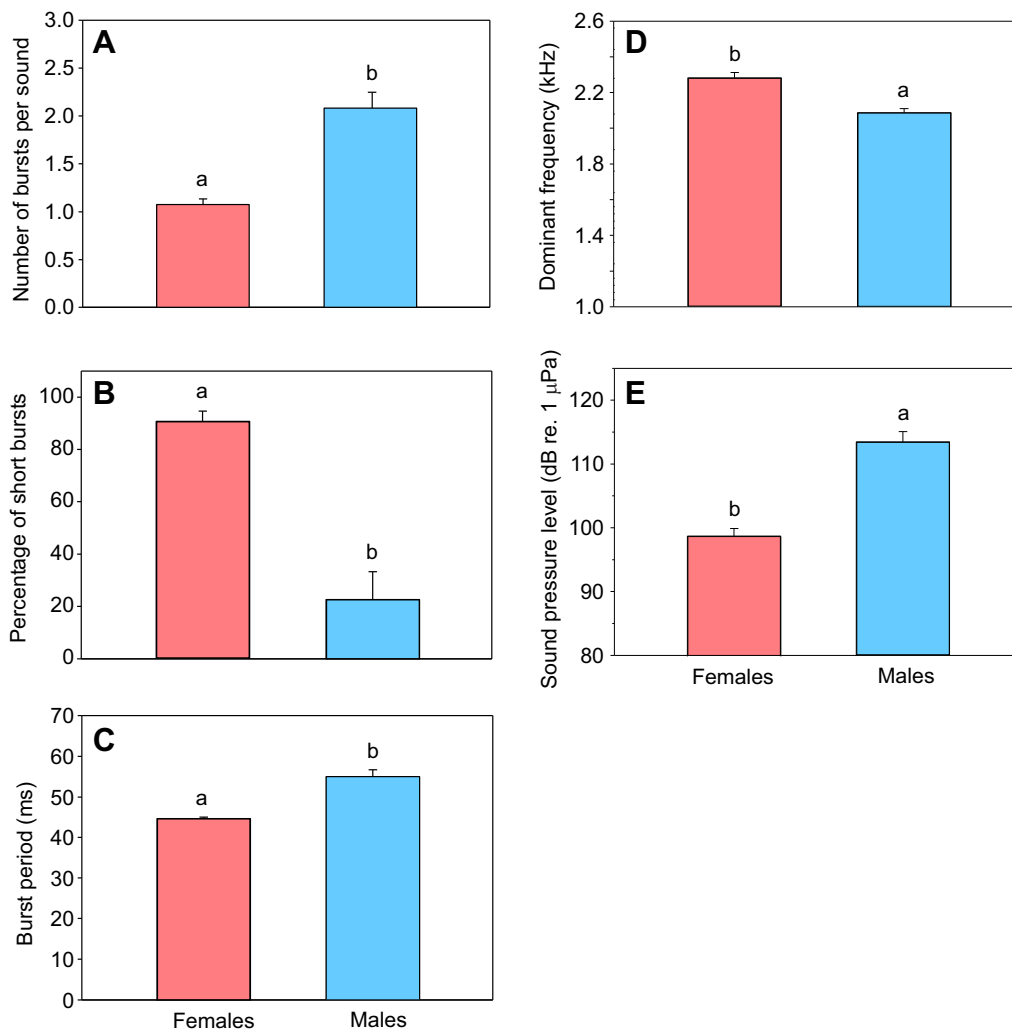 A
Number of bursts per sound
3.0
2.5
2.0
1.5
1.0
0.5
0.0
a
b
B
Percentage of short bursts
100
80
60
40
20
0
a
b
C
Burst period (ms)
70
60
50
40
30
20
10
0
a
b
Females Males
D
Dominant frequency (kHz)
2.6
2.2
1.8
1.4
1.0
b
a
E
Sound pressure level (dB re. 1 μPa)
120
110
100
90
80
b
a
Females Males